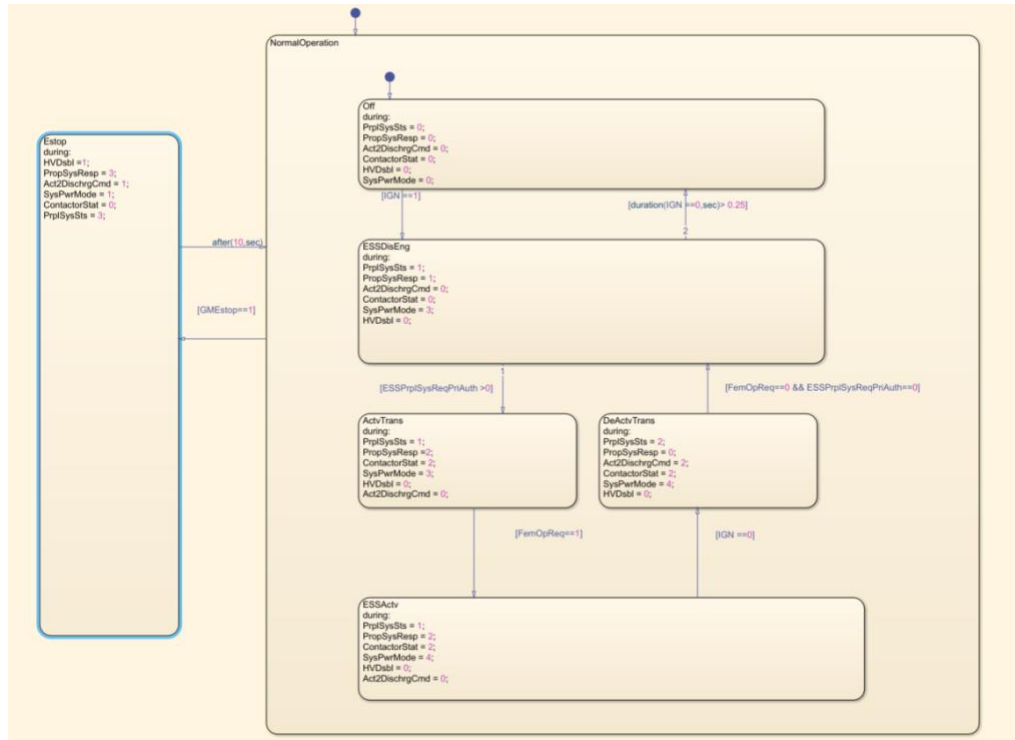 NormalOperation
Off
during:
PrplSysSts = 0;
PropSysResp = 0;
Act2DischrgCmd = 0;
ContactorStat = 0;
HVDsbl = 0;
SysPwrMode = 0;
Estop
during:
HVDsbl =1;
PropSysResp = 3;
Act2DischrgCmd = 1;
SysPwrMode = 1;
ContactorStat = 0;
PrplSysSts = 3;
[IGN ==1]
[duration(IGN ==0,sec)> 0.25]
2
after(10,sec)
[GMEstop==1]
ESSDisEng
during:
PrplSysSts = 1;
PropSysResp = 1;
Act2DischrgCmd = 0;
ContactorStat = 0;
SysPwrMode = 3;
HVDsbl = 0;
1
[ESSPrplSysReqPriAuth >0]
[FemOpReq==0 && ESSPrplSysReqPriAuth==0]
ActvTrans
during:
PrplSysSts = 1;
PropSysResp =2;
ContactorStat = 2;
SysPwrMode = 3;
HVDsbl = 0;
Act2DischrgCmd = 0;
DeActvTrans
during:
PrplSysSts = 2;
PropSysResp = 0;
Act2DischrgCmd = 2;
ContactorStat = 2;
SysPwrMode = 4;
HVDsbl = 0;
[FemOpReq==1]
[IGN ==0]
ESSActv
during:
PrplSysSts = 1;
PropSysResp = 2;
ContactorStat = 2;
SysPwrMode = 4;
HVDsbl = 0;
Act2DischrgCmd = 0;